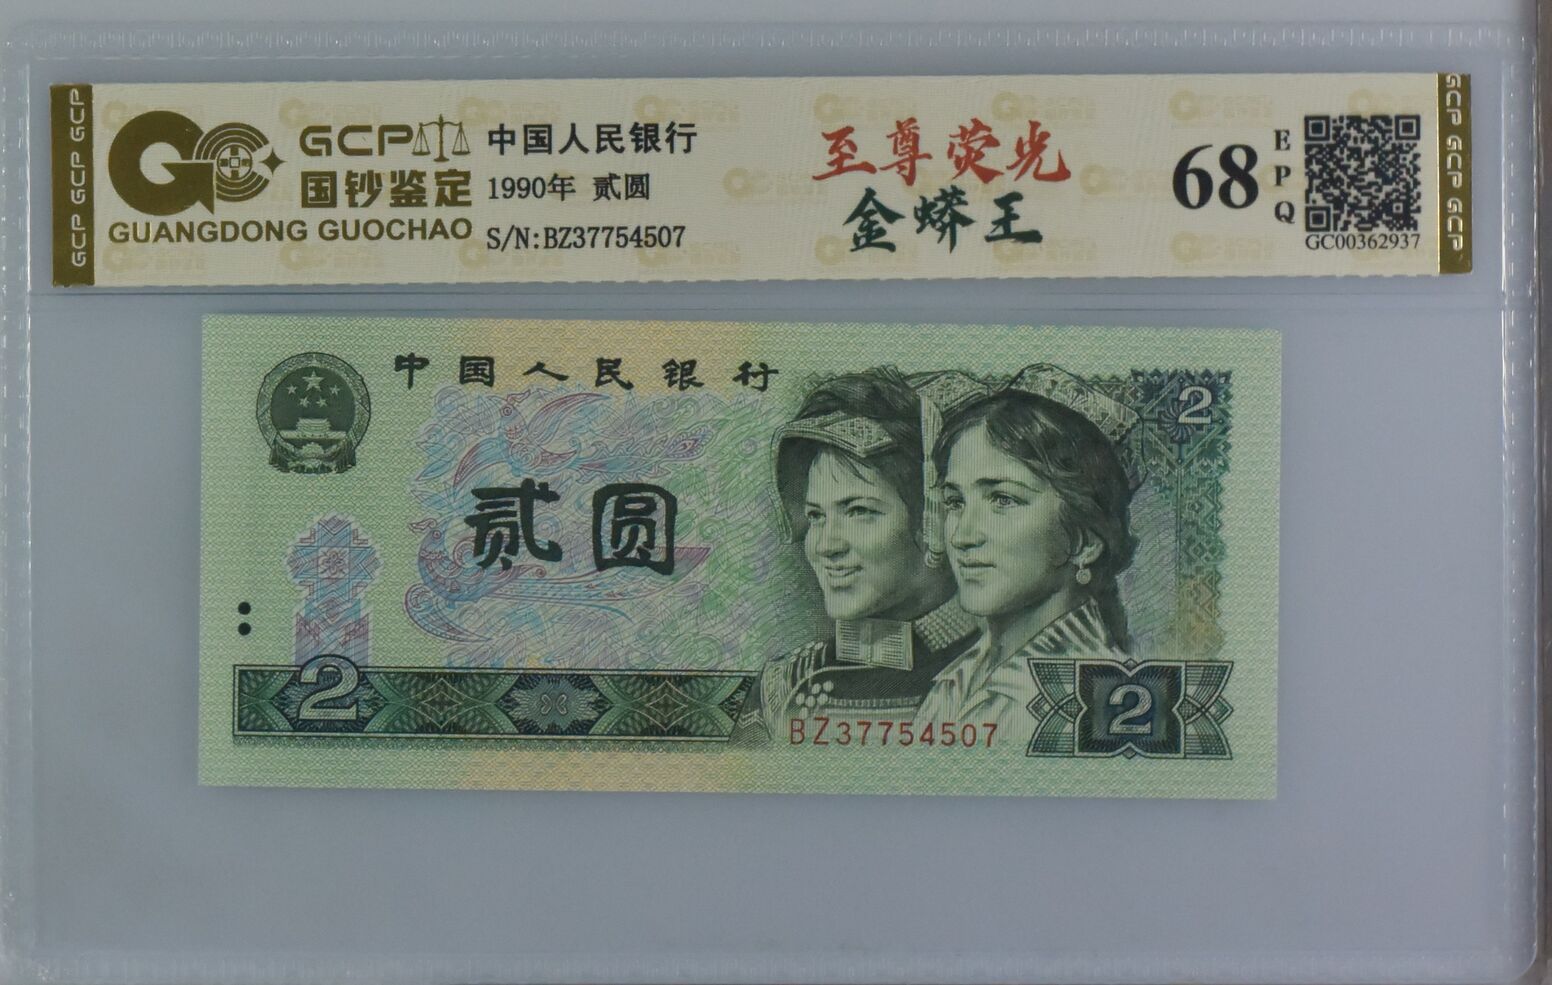 GCP GCP GCP
GCP
国钞鉴定
GUANGDONG GUOCHAO
中国人民银行
1990年 贰圆
S/N:BZ37754507
至尊荧光
金蟒王
68
EPQ
GC00362937
GCP GCP GCP
中国人民银行
2
贰圆
2
2
BZ37754507